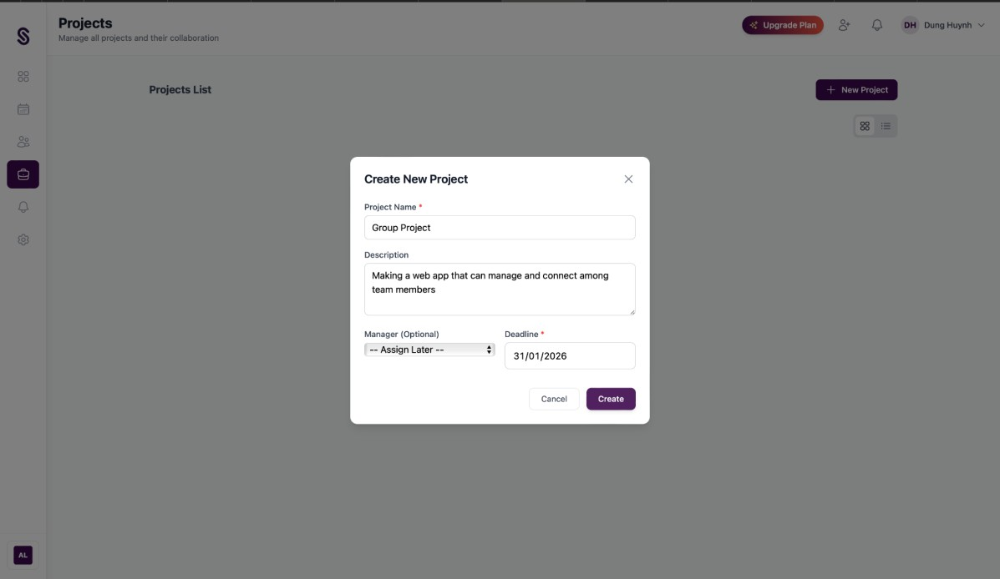 Projects
Manage all projects and their collaboration
Upgrade Plan
DH
Dung Huynh
Projects List
New Project
Create New Project
Project Name *
Group Project
Description
Making a web app that can manage and connect among
team members
Manager (Optional)
Deadline *
-- Assign Later --
31/01/2026
Cancel
Create
AL